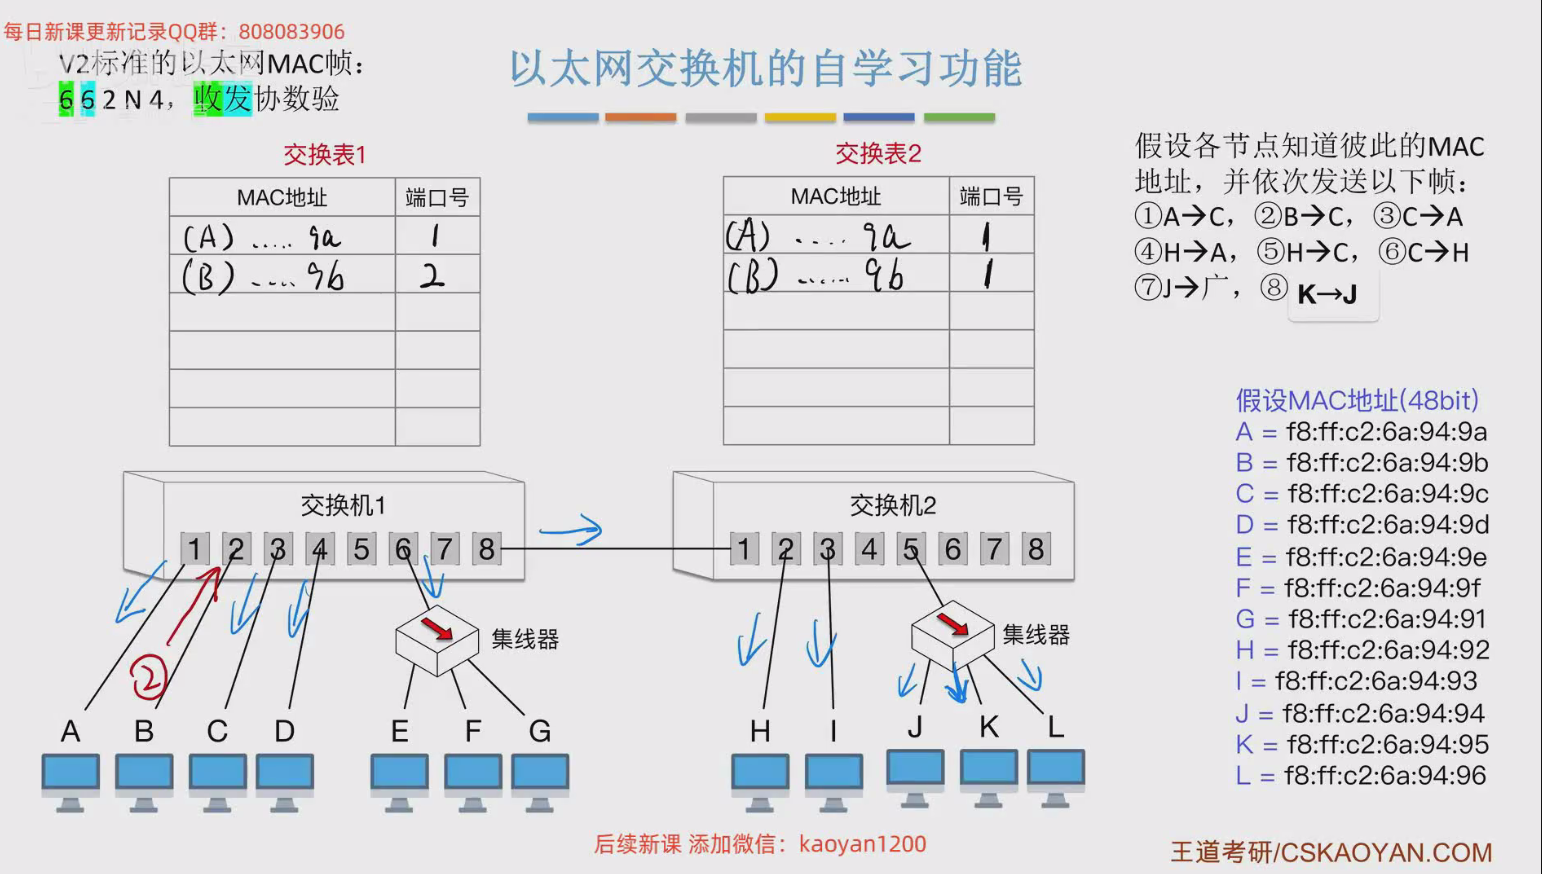 每日新课更新记录QQ群：808083906
V2标准的以太网MAC帧：
6 6 2 N 4，收发协数验
以太网交换机的自学习功能
交换表1
MAC地址 端口号
(A) ..... 9a 1
(B) ..... 9b 2
交换表2
MAC地址 端口号
(A) ..... 9a 1
(B) ..... 9b 1
假设各节点知道彼此的MAC
地址，并依次发送以下帧：
①A→C，②B→C，③C→A
④H→A，⑤H→C，⑥C→H
⑦J→广，⑧ K→J
假设MAC地址(48bit)
A = f8:ff:c2:6a:94:9a
B = f8:ff:c2:6a:94:9b
C = f8:ff:c2:6a:94:9c
D = f8:ff:c2:6a:94:9d
E = f8:ff:c2:6a:94:9e
F = f8:ff:c2:6a:94:9f
G = f8:ff:c2:6a:94:91
H = f8:ff:c2:6a:94:92
I = f8:ff:c2:6a:94:93
J = f8:ff:c2:6a:94:94
K = f8:ff:c2:6a:94:95
L = f8:ff:c2:6a:94:96
交换机1
1 2 3 4 5 6 7 8
交换机2
1 2 3 4 5 6 7 8
集线器
集线器
②
A B C D E F G
H I J K L
后续新课 添加微信：kaoyan1200
王道考研/CSKAOYAN.COM